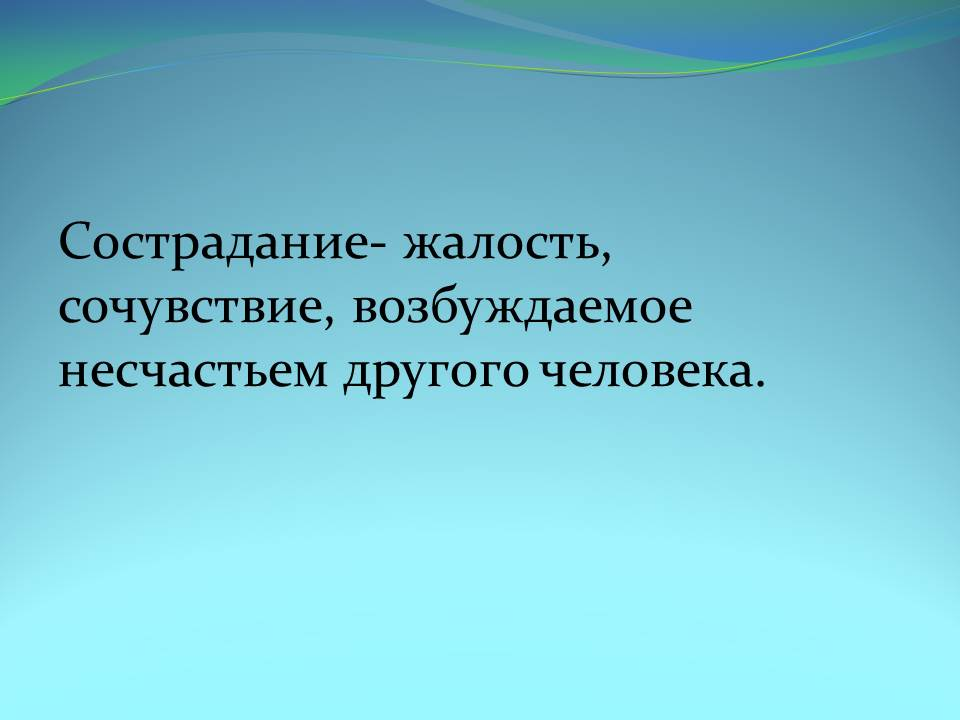 Сострадание- жалость,
сочувствие, возбуждаемое
несчастьем другого человека.